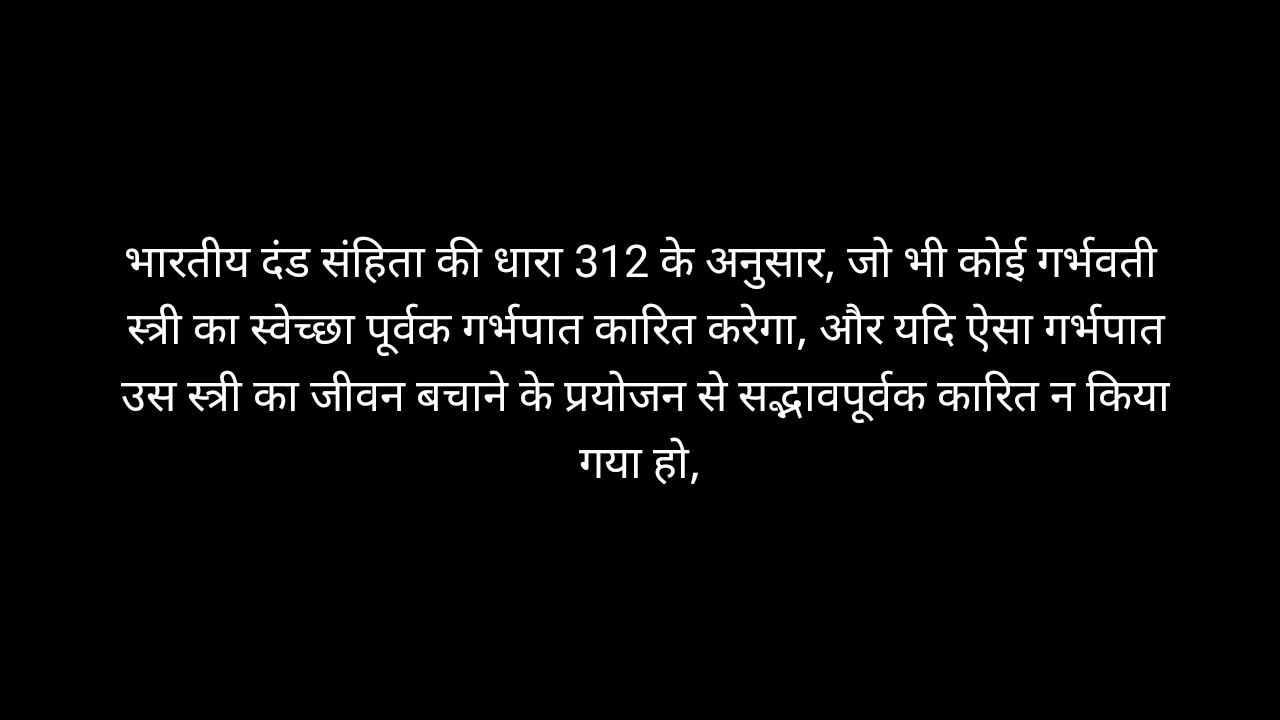 भारतीय दंड संहिता की धारा 312 के अनुसार, जो भी कोई गर्भवती
स्त्री का स्वेच्छा पूर्वक गर्भपात कारित करेगा, और यदि ऐसा गर्भपात
उस स्त्री का जीवन बचाने के प्रयोजन से सद्भावपूर्वक कारित न किया
गया हो,